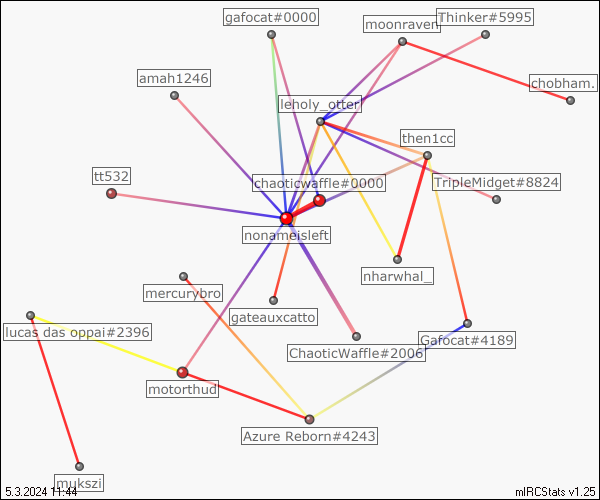 gafocat#0000
moonraven
Thinker#5995
amah1246
chobham.
leholy_otter
then1cc
tt532
chaoticwaffle#0000
TripleMidget#8824
nonameisleft
nharwhal_
mercurybro
gateauxcatto
lucas das oppai#2396
ChaoticWaffle#2006
Gafocat#4189
motorthud
Azure Reborn#4243
mukszi
5.3.2024 11:44
mIRCStats v1.25